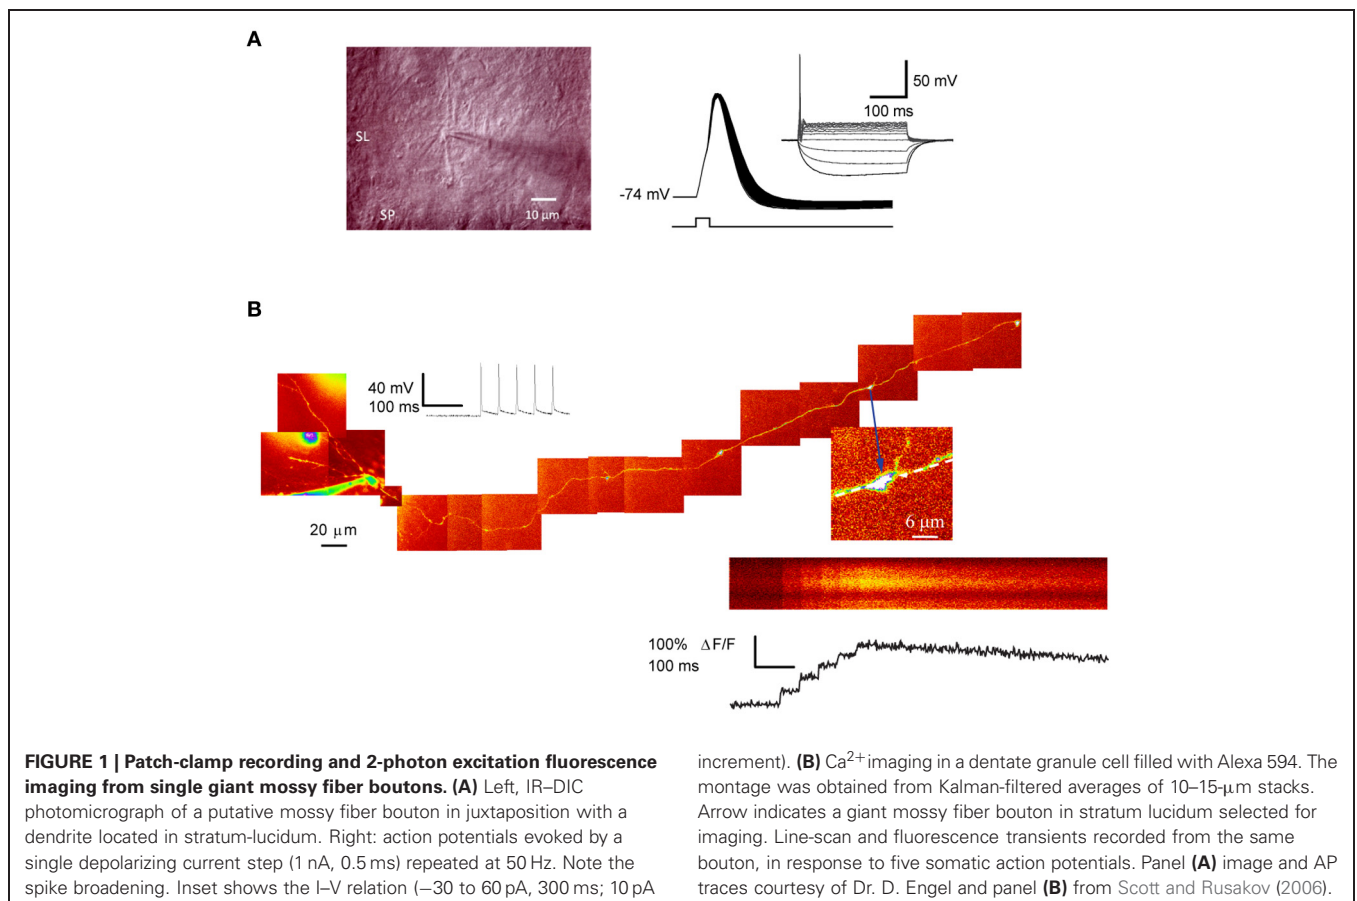 A
SL
SP
10 μm
-74 mV
50 mV
100 ms
B
40 mV
100 ms
20 μm
6 μm
100% ΔF/F
100 ms
FIGURE 1 | Patch-clamp recording and 2-photon excitation fluorescence
imaging from single giant mossy fiber boutons. (A) Left, IR–DIC
photomicrograph of a putative mossy fiber bouton in juxtaposition with a
dendrite located in stratum-lucidum. Right: action potentials evoked by a
single depolarizing current step (1 nA, 0.5 ms) repeated at 50 Hz. Note the
spike broadening. Inset shows the I–V relation (−30 to 60 pA, 300 ms; 10 pA
increment). (B) Ca2+ imaging in a dentate granule cell filled with Alexa 594. The
montage was obtained from Kalman-filtered averages of 10–15-μm stacks.
Arrow indicates a giant mossy fiber bouton in stratum lucidum selected for
imaging. Line-scan and fluorescence transients recorded from the same
bouton, in response to five somatic action potentials. Panel (A) image and AP
traces courtesy of Dr. D. Engel and panel (B) from Scott and Rusakov (2006).